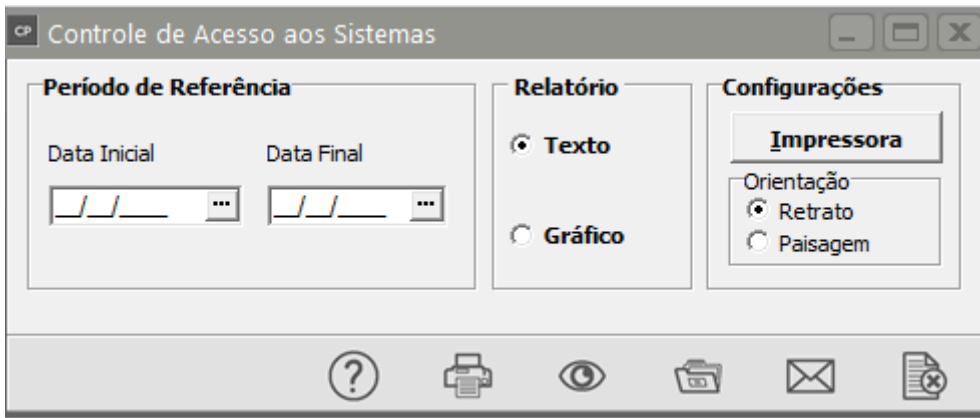 CP Controle de Acesso aos Sistemas
Período de Referência
Data Inicial
Data Final
__/__/____ ...
__/__/____ ...
Relatório
Texto
Gráfico
Configurações
Impressora
Orientação
Retrato
Paisagem
?